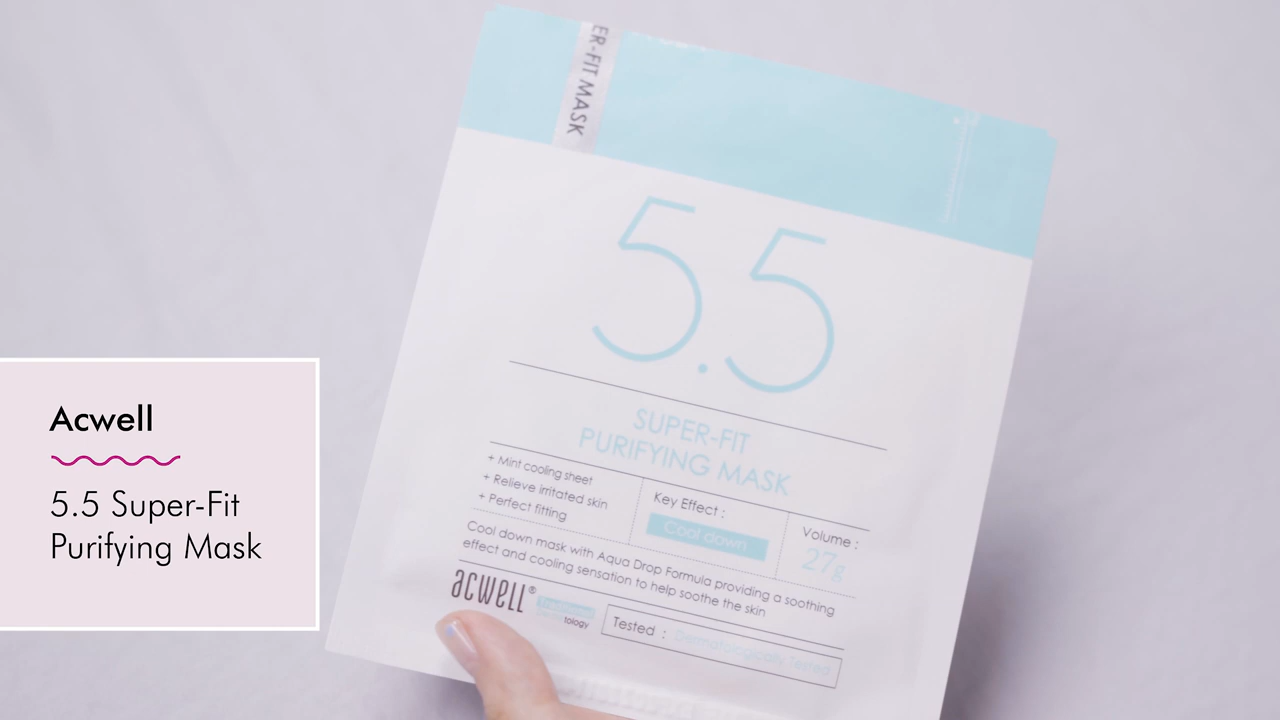 ER-FIT MASK
5.5
SUPER-FIT
PURIFYING MASK
+ Mint cooling sheet
+ Relieve irritated skin
+ Perfect fitting
Key Effect :
Cool down
Volume :
27g
Cool down mask with Aqua Drop Formula providing a soothing
effect and cooling sensation to help soothe the skin
acwell®
tology
Tested : Dermatologically Tested
Acwell
5.5 Super-Fit
Purifying Mask